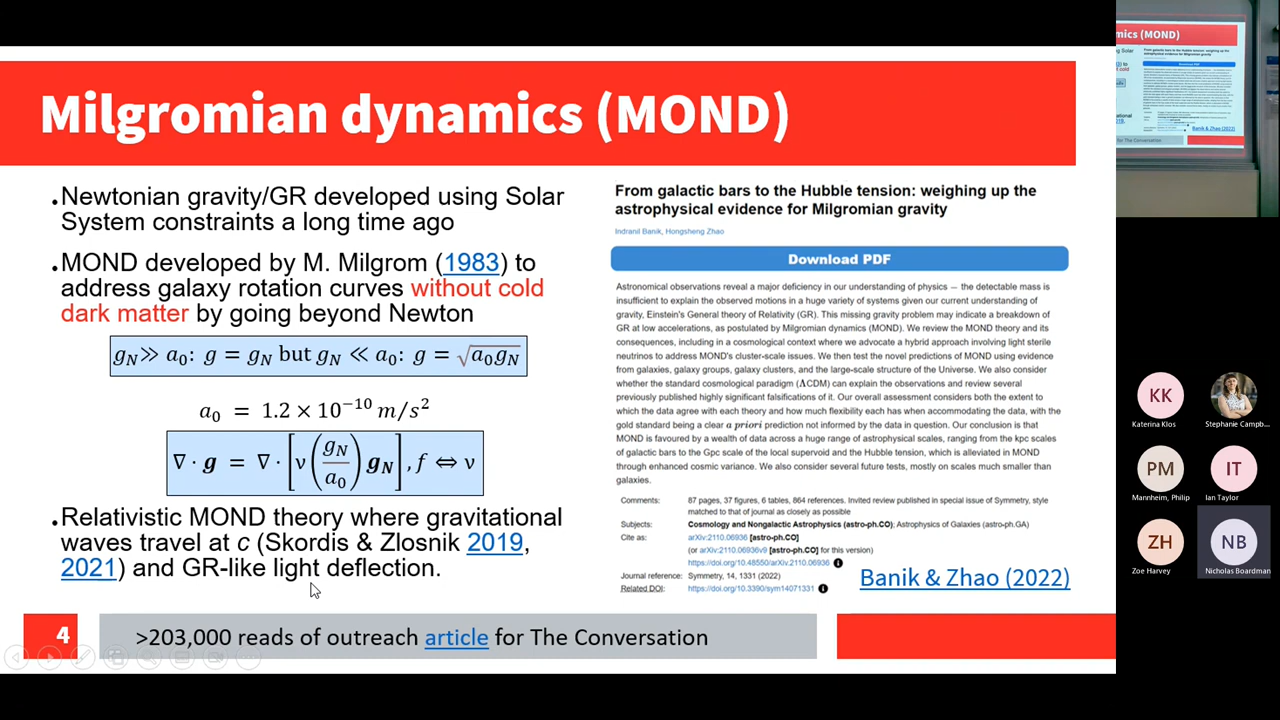 Milgromian dynamics (MOND)
Newtonian gravity/GR developed using Solar
System constraints a long time ago
MOND developed by M. Milgrom (1983) to
address galaxy rotation curves without cold
dark matter by going beyond Newton
g_N ≫ a_0: g = g_N but g_N ≪ a_0: g = √(a_0 g_N)
a_0 = 1.2 × 10^−10 m/s^2
∇ · g = ∇ · [ν(g_N/a_0) g_N], f ⇔ ν
Relativistic MOND theory where gravitational
waves travel at c (Skordis & Zlosnik 2019,
2021) and GR-like light deflection.
From galactic bars to the Hubble tension: weighing up the
astrophysical evidence for Milgromian gravity
Indranil Banik, Hongsheng Zhao
Download PDF
Astronomical observations reveal a major deficiency in our understanding of physics — the detectable mass is
insufficient to explain the observed motions in a huge variety of systems given our current understanding of
gravity, Einstein's General theory of Relativity (GR). This missing gravity problem may indicate a breakdown of
GR at low accelerations, as postulated by Milgromian dynamics (MOND). We review the MOND theory and its
consequences, including in a cosmological context where we advocate a hybrid approach involving light sterile
neutrinos to address MOND's cluster-scale issues. We then test the novel predictions of MOND using evidence
from galaxies, galaxy groups, galaxy clusters, and the large-scale structure of the Universe. We also consider
whether the standard cosmological paradigm (ΛCDM) can explain the observations and review several
previously published highly significant falsifications of it. Our overall assessment considers both the extent to
which the data agree with each theory and how much flexibility each has when accommodating the data, with the
gold standard being a clear a priori prediction not informed by the data in question. Our conclusion is that
MOND is favoured by a wealth of data across a huge range of astrophysical scales, ranging from the kpc scales
of galactic bars to the Gpc scale of the local supervoid and the Hubble tension, which is alleviated in MOND
through enhanced cosmic variance. We also consider several future tests, mostly on scales much smaller than
galaxies.
Comments: 87 pages, 37 figures, 6 tables, 864 references. Invited review published in special issue of Symmetry, style
matched to that of journal as closely as possible
Subjects: Cosmology and Nongalactic Astrophysics (astro-ph.CO); Astrophysics of Galaxies (astro-ph.GA)
Cite as: arXiv:2110.06936 [astro-ph.CO]
(or arXiv:2110.06936v9 [astro-ph.CO] for this version)
https://doi.org/10.48550/arXiv.2110.06936
Journal reference: Symmetry, 14, 1331 (2022)
Related DOI: https://doi.org/10.3390/sym14071331
Banik & Zhao (2022)
4
>203,000 reads of outreach article for The Conversation
mics (MOND)
Banik & Zhao (2022)
for The Conversation
KK
Katerina Klos
Stephanie Campb...
PM
Mannheim, Philip
IT
Ian Taylor
ZH
Zoe Harvey
NB
Nicholas Boardman